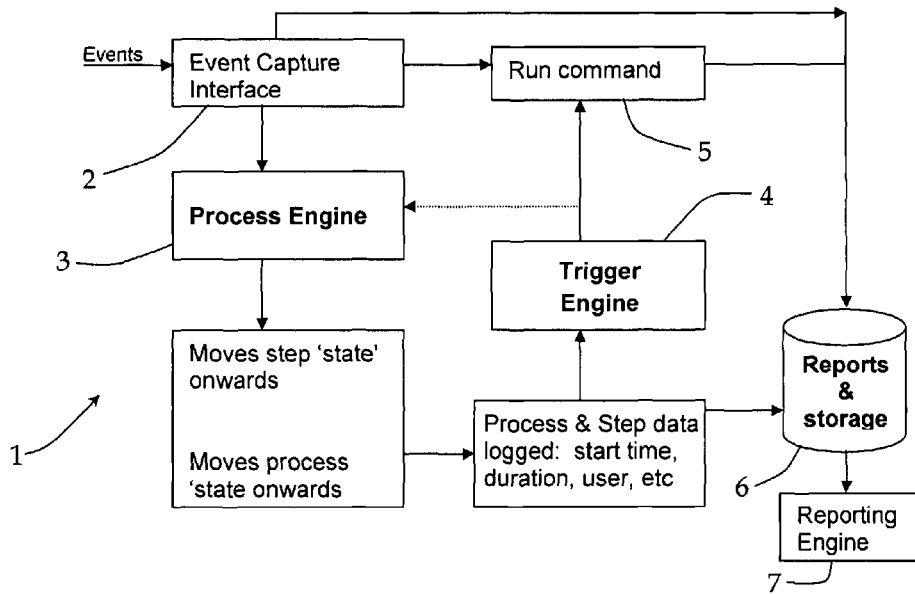 Events
Event Capture
Interface
2
Run command
5
Process Engine
3
4
Trigger
Engine
Moves step 'state'
onwards
Moves process
'state onwards
1
Process & Step data
logged: start time,
duration, user, etc
Reports
&
storage
6
Reporting
Engine
7